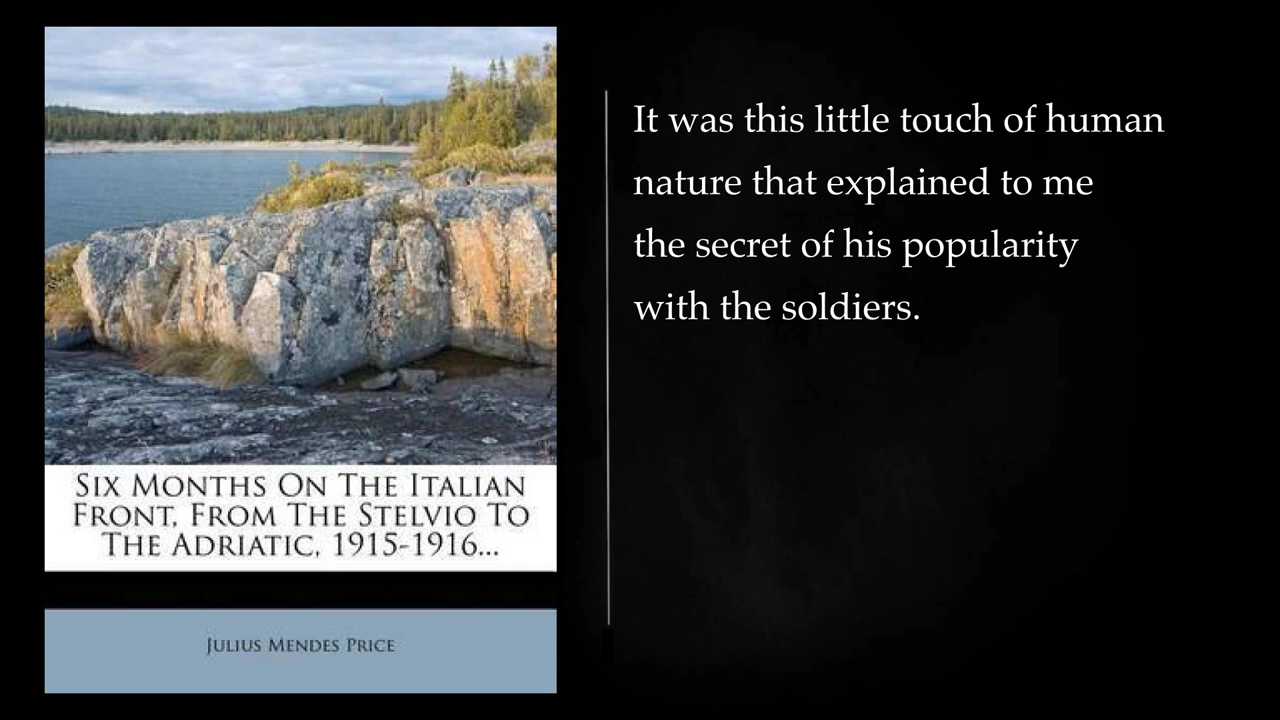 Six Months On The Italian
Front, From The Stelvio To
The Adriatic, 1915-1916...
Julius Mendes Price
It was this little touch of human
nature that explained to me
the secret of his popularity
with the soldiers.